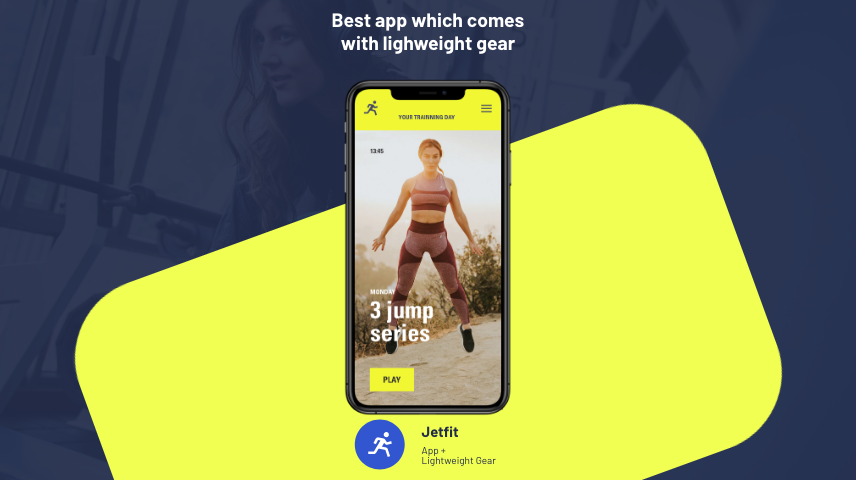 Best app which comes
with lighweight gear
YOUR TRAINNING DAY
13:45
MONDAY
3 jump
series
PLAY
Jetfit
App +
Lightweight Gear